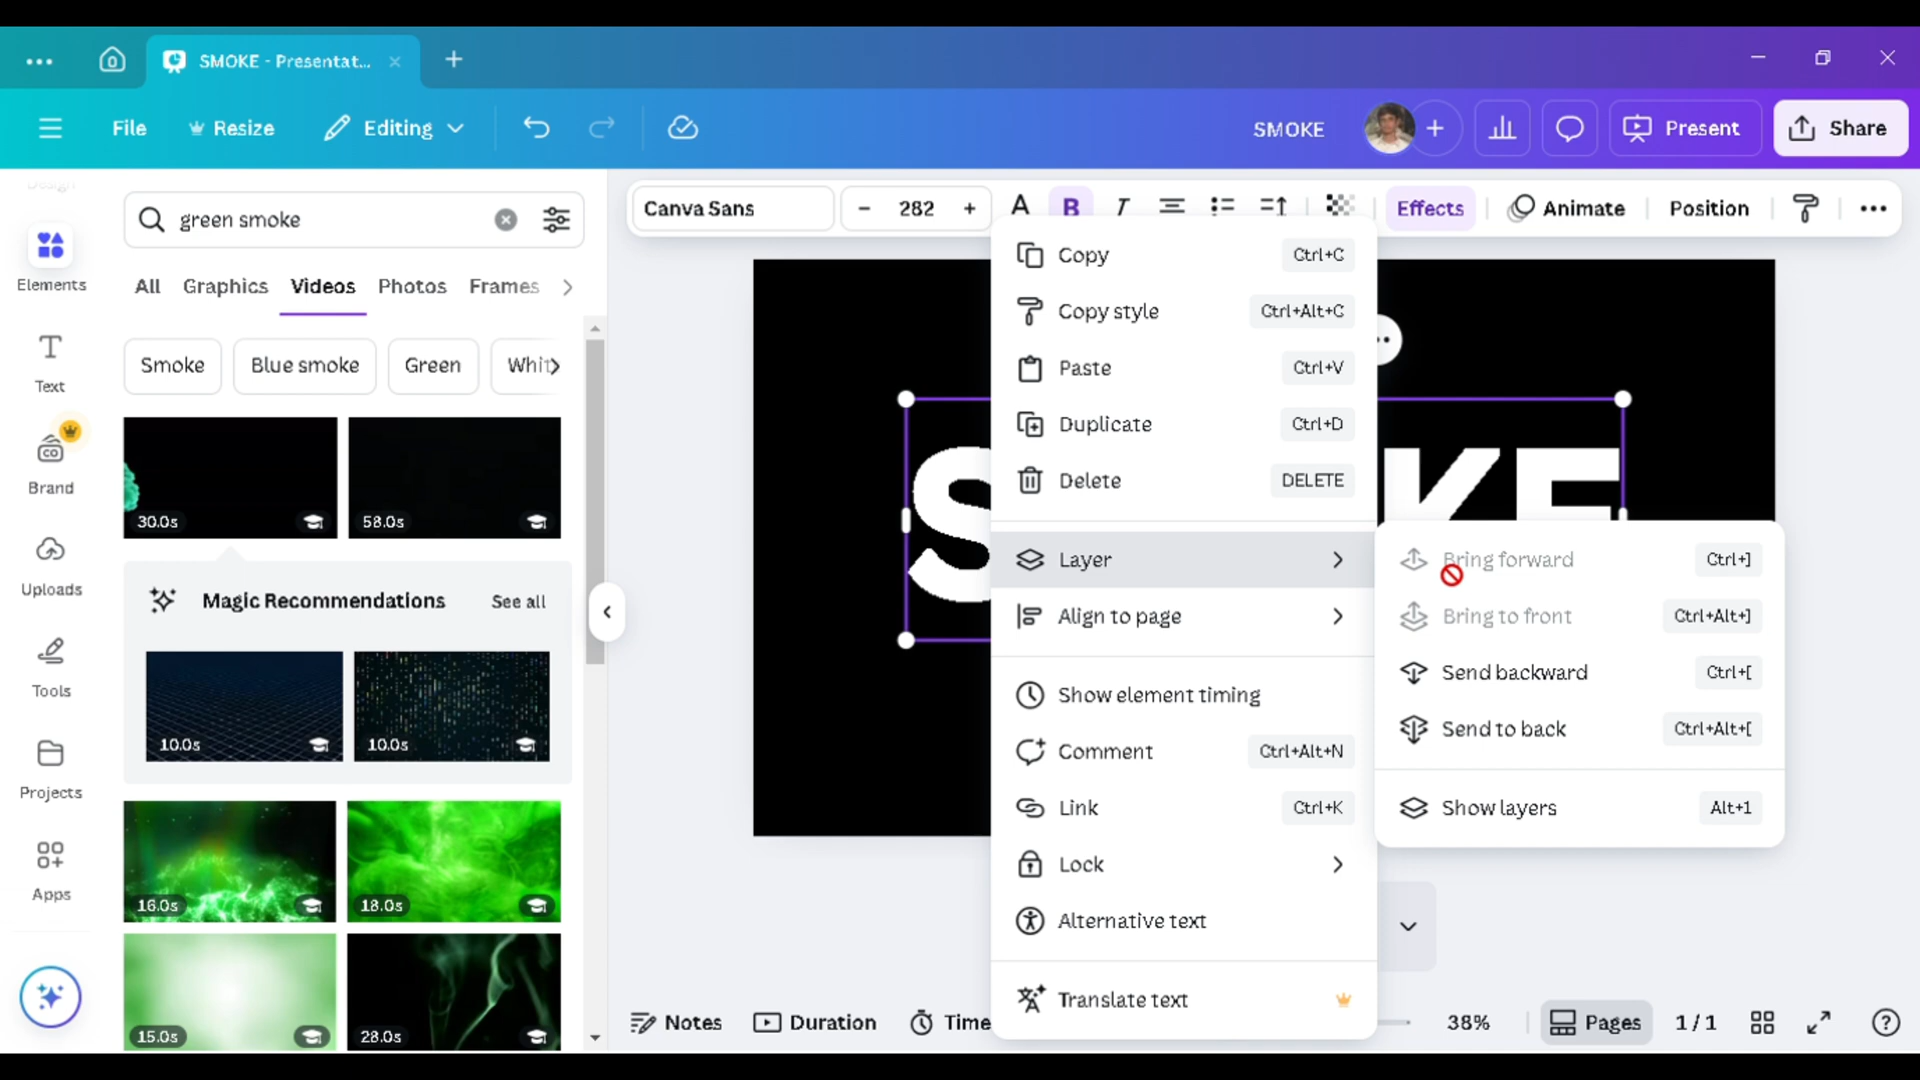 SMOKE - Presentat...
File
Resize
Editing
SMOKE
Present
Share
Design
green smoke
Canva Sans
282
A
B
I
Effects
Animate
Position
Elements
All
Graphics
Videos
Photos
Frames
Text
Smoke
Blue smoke
Green
Whit
Brand
CO
30.0s
58.0s
Uploads
Magic Recommendations
See all
Tools
10.0s
10.0s
Projects
Apps
16.0s
18.0s
15.0s
28.0s
Copy
Ctrl+C
Copy style
Ctrl+Alt+C
Paste
Ctrl+V
Duplicate
Ctrl+D
Delete
DELETE
Layer
Align to page
Show element timing
Comment
Ctrl+Alt+N
Link
Ctrl+K
Lock
Alternative text
Translate text
Bring forward
Ctrl+]
Bring to front
Ctrl+Alt+]
Send backward
Ctrl+[
Send to back
Ctrl+Alt+[
Show layers
Alt+1
S
KE
Notes
Duration
Time
38%
Pages
1 / 1